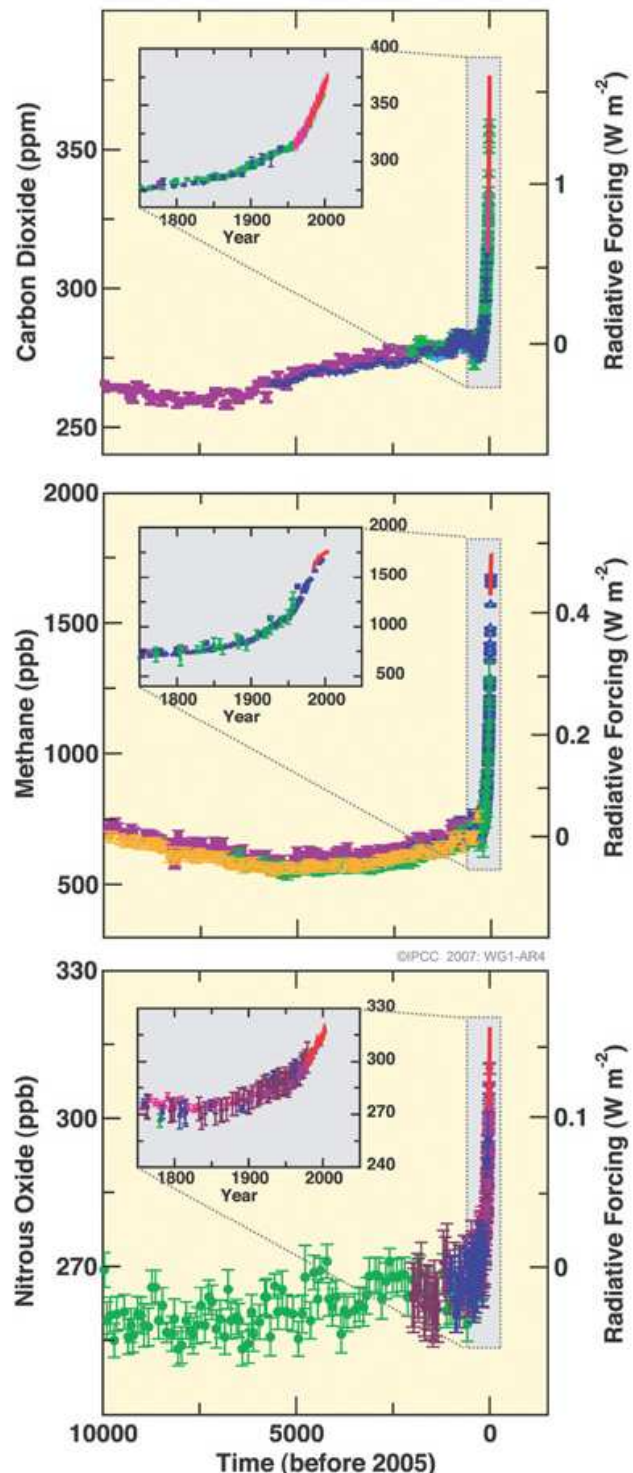 Carbon Dioxide (ppm)
350
300
250
400
350
300
1800 1900 2000
Year
1
0
Radiative Forcing (W m⁻²)
Methane (ppb)
2000
1500
1000
500
2000
1500
1000
500
1800 1900 2000
Year
0.4
0.2
0
Radiative Forcing (W m⁻²)
©IPCC 2007: WG1-AR4
Nitrous Oxide (ppb)
330
300
270
330
300
270
240
1800 1900 2000
Year
0.1
0
Radiative Forcing (W m⁻²)
10000 5000 0
Time (before 2005)